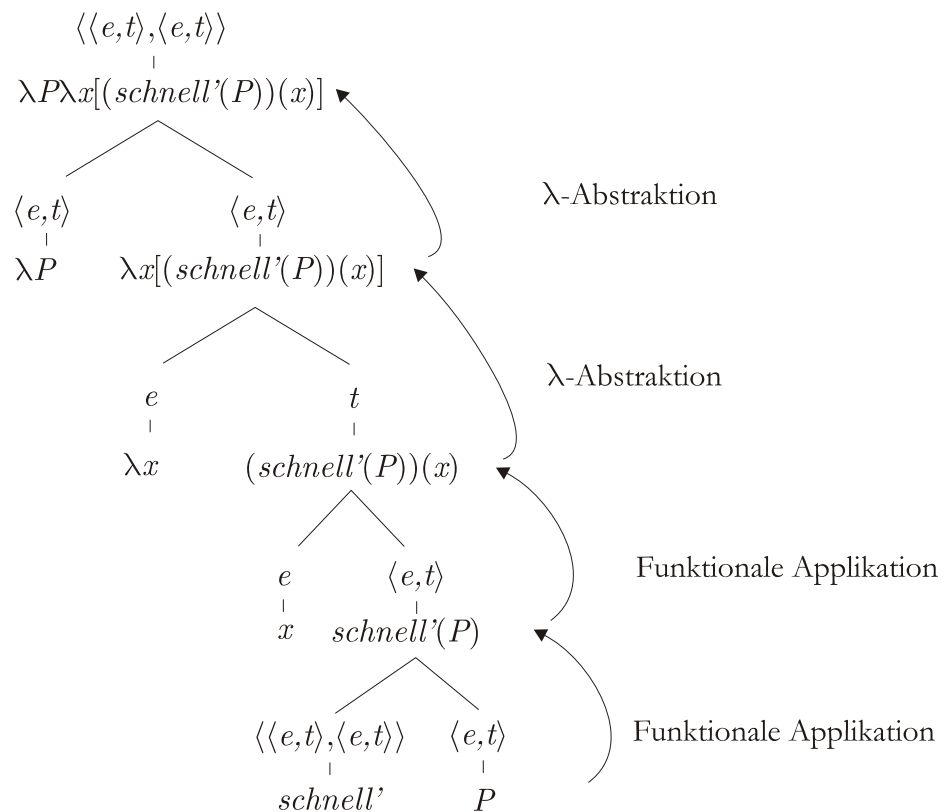 ⟨⟨e,t⟩,⟨e,t⟩⟩
λPλx[(schnell’(P))(x)]
λ-Abstraktion
⟨e,t⟩ ⟨e,t⟩
λP λx[(schnell’(P))(x)]
λ-Abstraktion
e t
λx (schnell’(P))(x)
Funktionale Applikation
e ⟨e,t⟩
x schnell’(P)
⟨⟨e,t⟩,⟨e,t⟩⟩ ⟨e,t⟩ Funktionale Applikation
schnell’ P